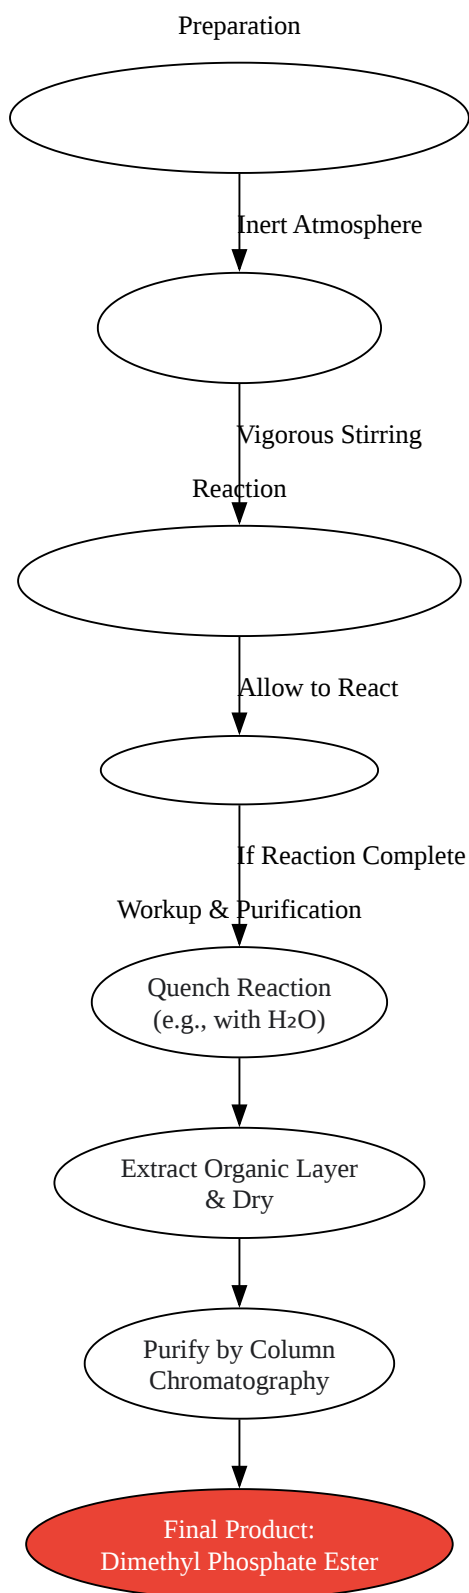 Preparation
Inert Atmosphere
Vigorous Stirring
Reaction
Allow to React
If Reaction Complete
Workup & Purification
Quench Reaction
(e.g., with H₂O)
Extract Organic Layer
& Dry
Purify by Column
Chromatography
Final Product:
Dimethyl Phosphate Ester